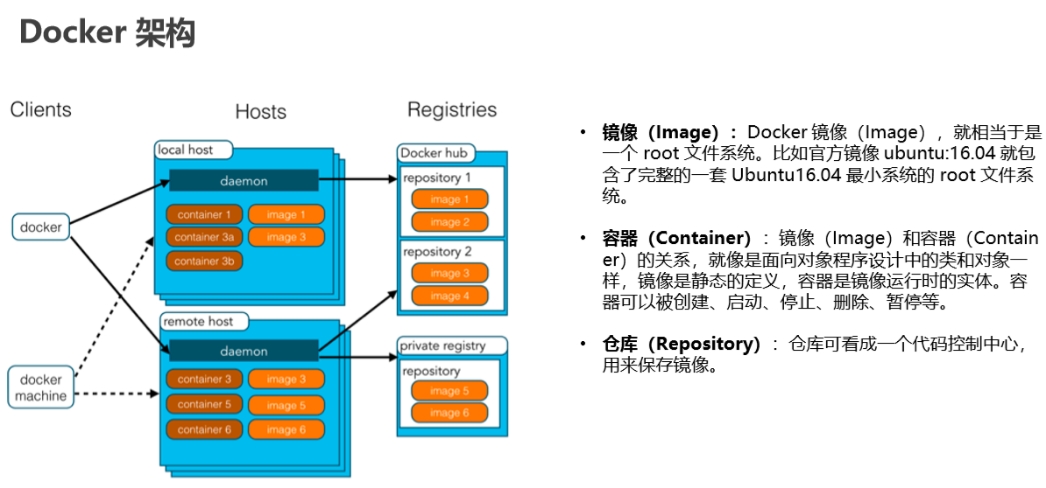 Docker 架构
Clients
Hosts
Registries
local host
daemon
container 1
image 1
container 3a
image 3
container 3b
docker
remote host
daemon
container 3
image 3
container 5
image 5
container 6
image 6
docker
machine
Docker hub
repository 1
image 1
image 2
repository 2
image 3
image 4
private registry
repository
image 5
image 6
• 镜像（Image）：Docker 镜像（Image），就相当于是
一个 root 文件系统。比如官方镜像 ubuntu:16.04 就包
含了完整的一套 Ubuntu16.04 最小系统的 root 文件系
统。
• 容器（Container）：镜像（Image）和容器（Contain
er）的关系，就像是面向对象程序设计中的类和对象一
样，镜像是静态的定义，容器是镜像运行时的实体。容
器可以被创建、启动、停止、删除、暂停等。
• 仓库（Repository）：仓库可看成一个代码控制中心，
用来保存镜像。